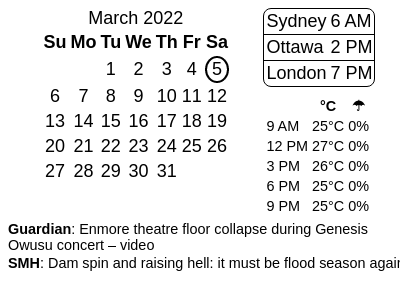 March 2022
Su Mo Tu We Th Fr Sa
1 2 3 4 5
6 7 8 9 10 11 12
13 14 15 16 17 18 19
20 21 22 23 24 25 26
27 28 29 30 31
Sydney 6 AM
Ottawa 2 PM
London 7 PM
°C ☂
9 AM 25°C 0%
12 PM 27°C 0%
3 PM 26°C 0%
6 PM 25°C 0%
9 PM 25°C 0%
Guardian: Enmore theatre floor collapse during Genesis
Owusu concert – video
SMH: Dam spin and raising hell: it must be flood season again